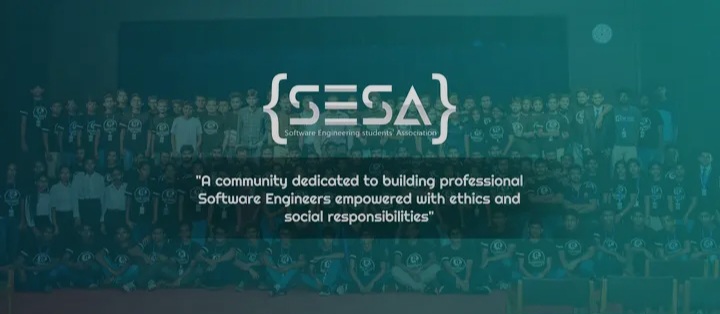 {SESA}
Software Engineering students' Association
"A community dedicated to building professional
Software Engineers empowered with ethics and
social responsibilities"